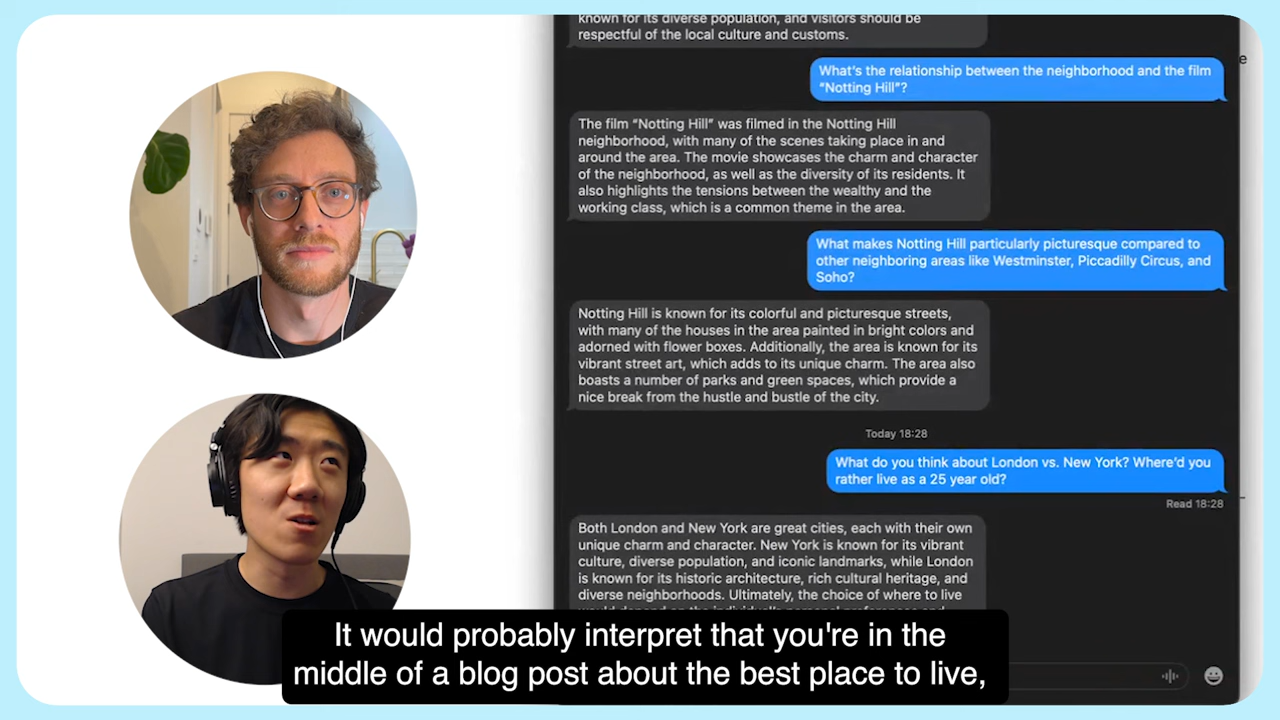 known for its diverse population, and visitors should be
respectful of the local culture and customs.
What's the relationship between the neighborhood and the film
“Notting Hill”?
The film “Notting Hill” was filmed in the Notting Hill
neighborhood, with many of the scenes taking place in and
around the area. The movie showcases the charm and character
of the neighborhood, as well as the diversity of its residents. It
also highlights the tensions between the wealthy and the
working class, which is a common theme in the area.
What makes Notting Hill particularly picturesque compared to
other neighboring areas like Westminster, Piccadilly Circus, and
Soho?
Notting Hill is known for its colorful and picturesque streets,
with many of the houses in the area painted in bright colors and
adorned with flower boxes. Additionally, the area is known for its
vibrant street art, which adds to its unique charm. The area also
boasts a number of parks and green spaces, which provide a
nice break from the hustle and bustle of the city.
Today 18:28
What do you think about London vs. New York? Where'd you
rather live as a 25 year old?
Read 18:28
Both London and New York are great cities, each with their own
unique charm and character. New York is known for its vibrant
culture, diverse population, and iconic landmarks, while London
is known for its historic architecture, rich cultural heritage, and
diverse neighborhoods. Ultimately, the choice of where to live
It would probably interpret that you're in the
middle of a blog post about the best place to live,